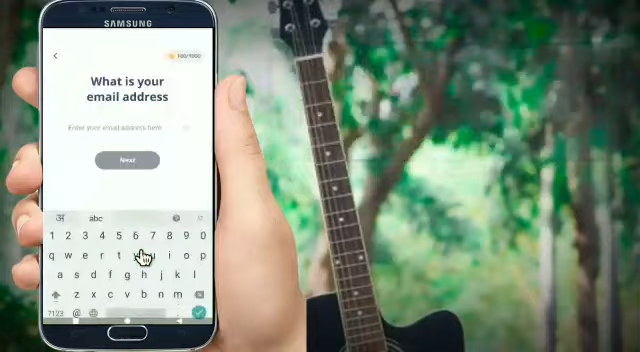 SAMSUNG
What is your
email address
Enter your email address here
Next
अ abc
1 2 3 4 5 6 7 8 9 0
q w e r t u i o p
a s d f g h j k l
z x c v b n m
?123 @